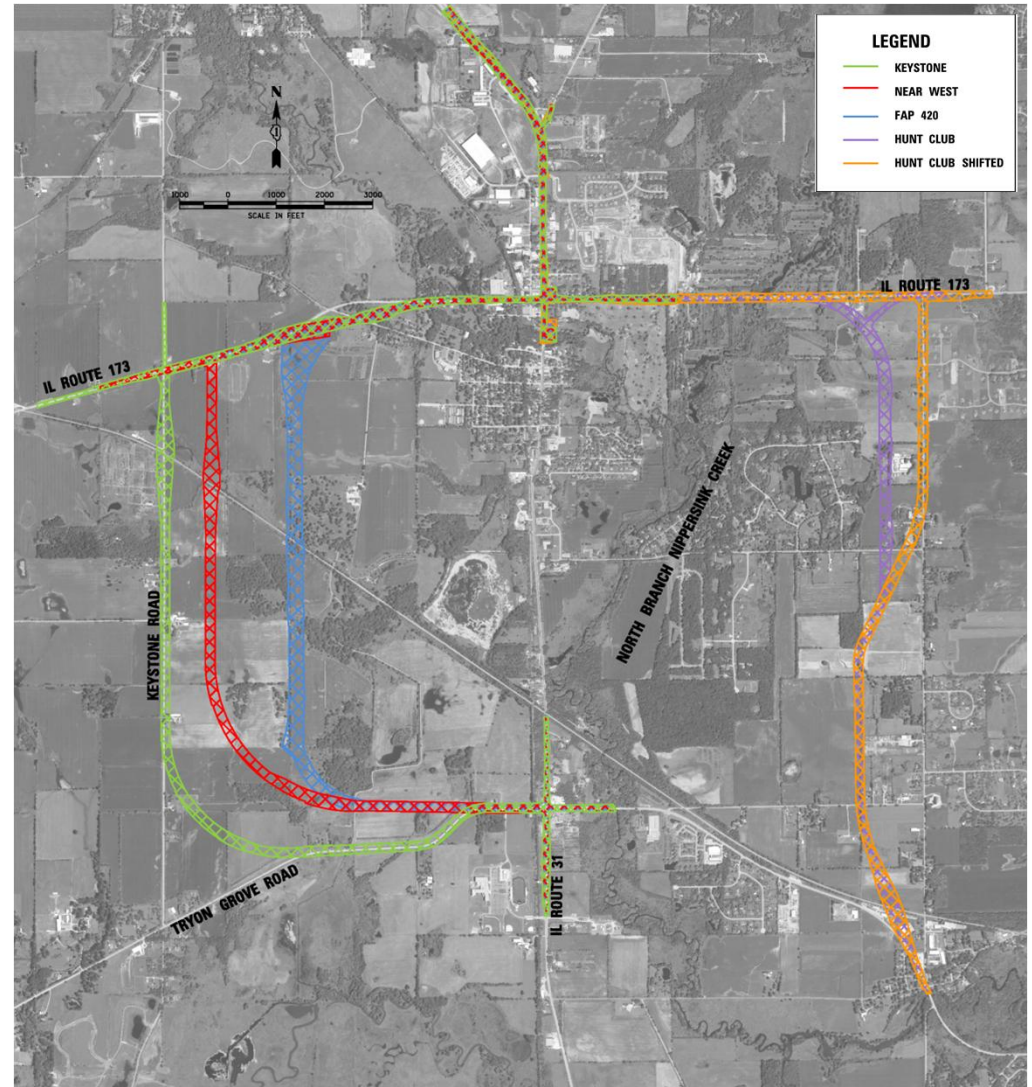 LEGEND
KEYSTONE
NEAR WEST
FAP 420
HUNT CLUB
HUNT CLUB SHIFTED
N
1000 0 1000 2000 3000
SCALE IN FEET
IL ROUTE 173
IL ROUTE 173
NORTH BRANCH NIPPERSINK CREEK
KEYSTONE ROAD
TRYON GROVE ROAD
IL ROUTE 31